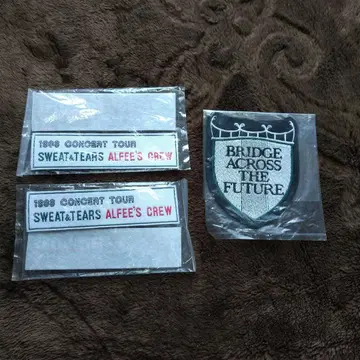 1998 CONCERT TOUR
SWEAT&TEARS ALFEE'S CREW
1998 CONCERT TOUR
SWEAT&TEARS ALFEE'S CREW
BRIDGE
ACROSS
THE
FUTURE